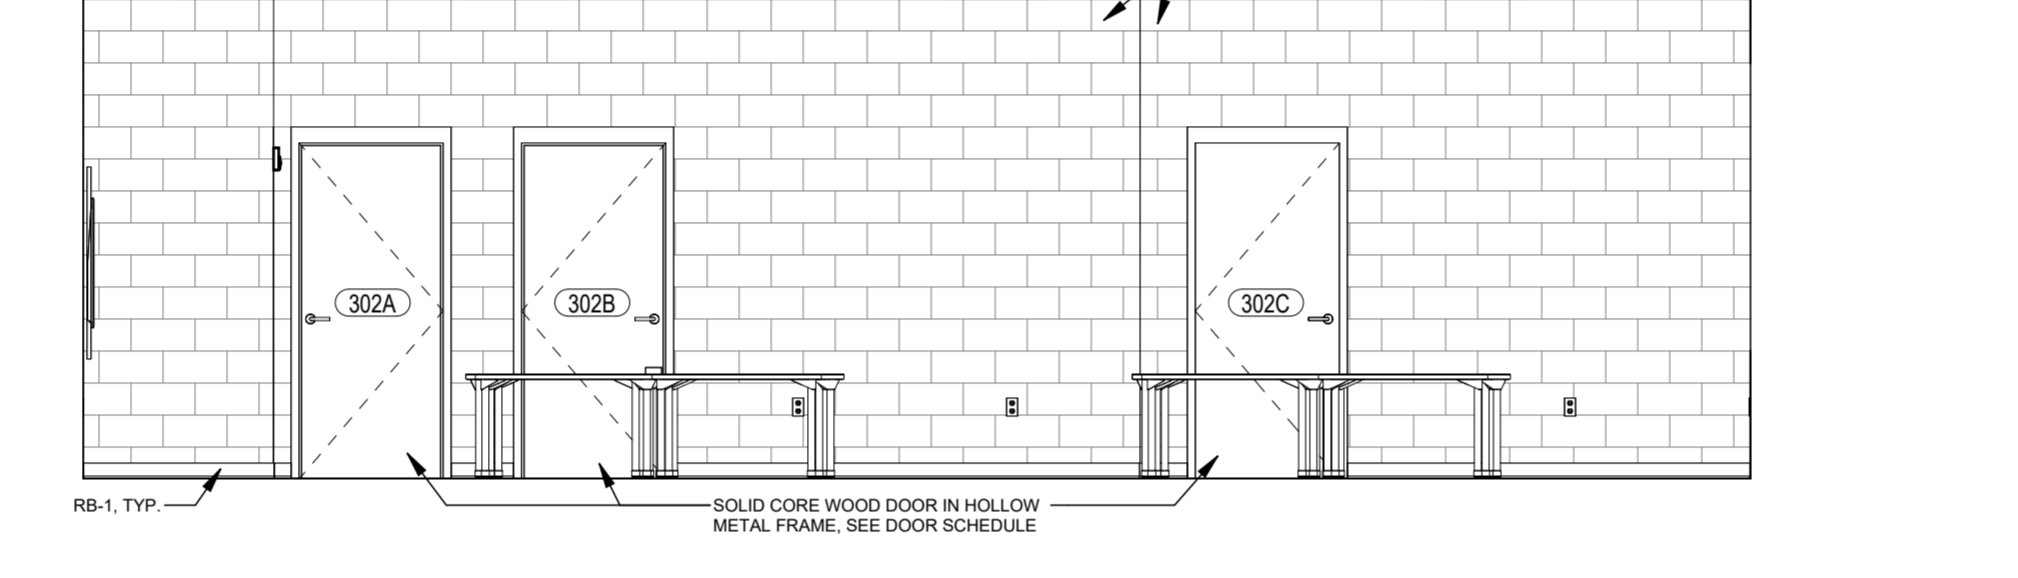 302A
302B
302C
RB-1, TYP.
SOLID CORE WOOD DOOR IN HOLLOW
METAL FRAME, SEE DOOR SCHEDULE